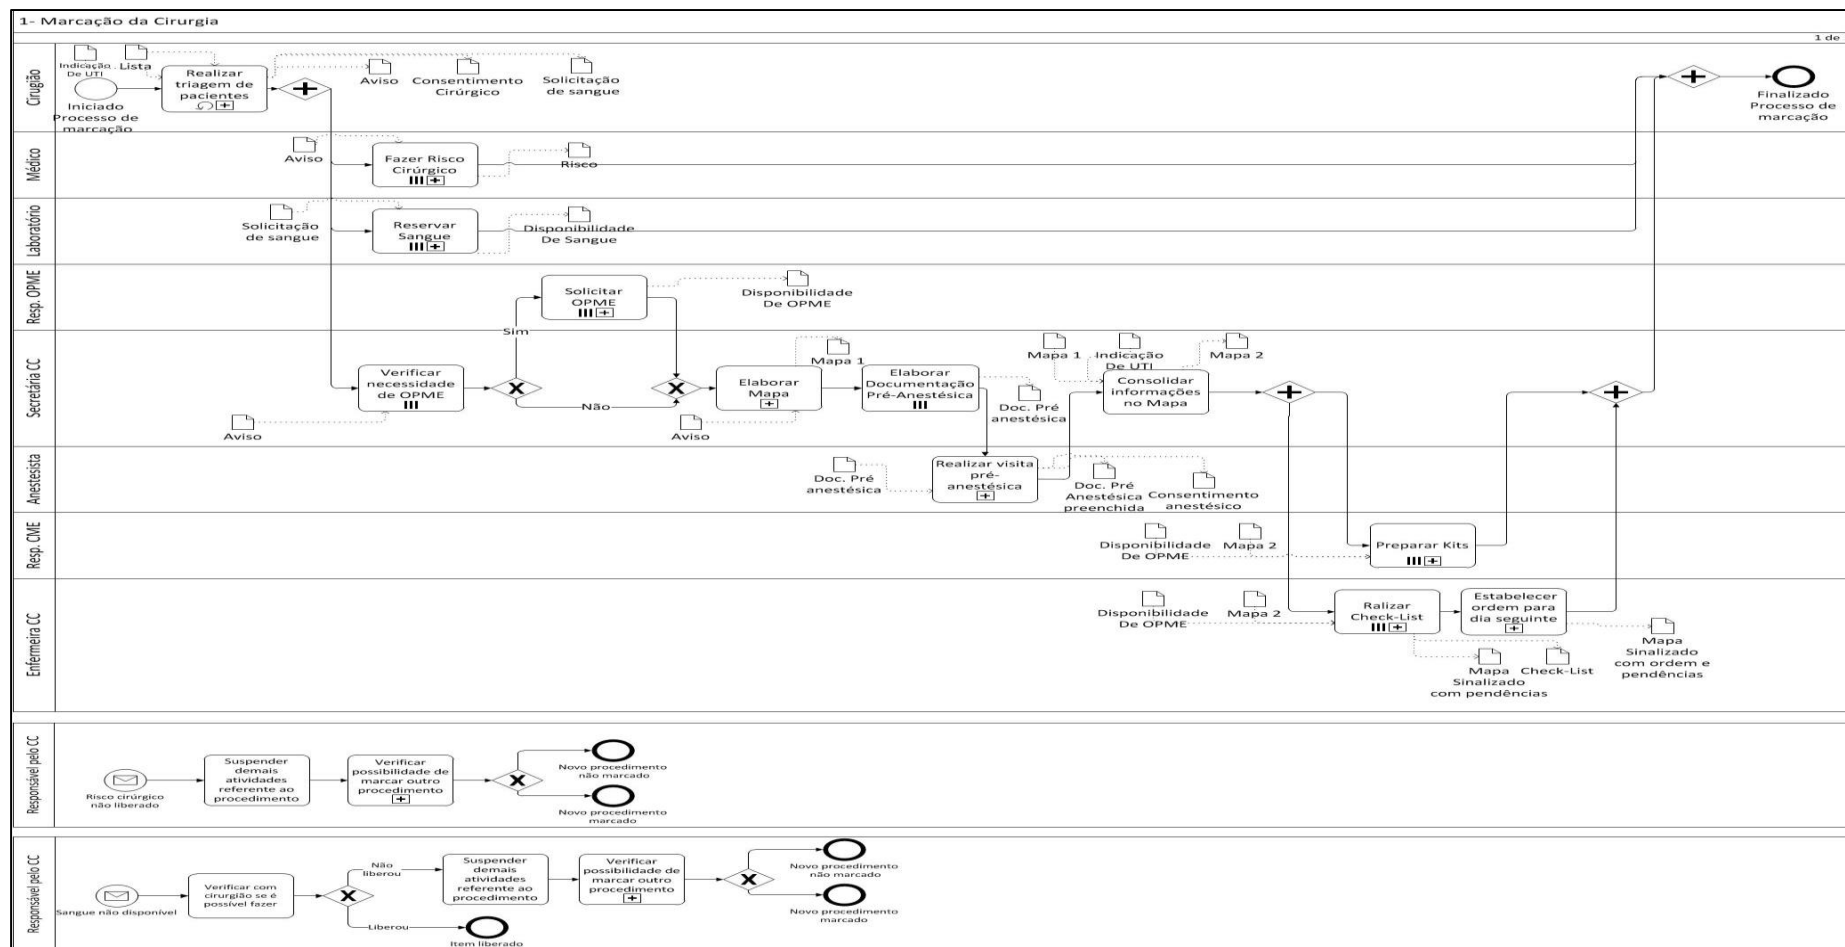 1- Marcação da Cirurgia
1 de
Cirugião
Indicação
De UTI
Lista
Iniciado
Processo de
marcação
Realizar
triagem de
pacientes
Aviso
Consentimento
Cirúrgico
Solicitação
de sangue
Finalizado
Processo de
marcação
Médico
Aviso
Fazer Risco
Cirúrgico
Risco
Laboratório
Solicitação
de sangue
Reservar
Sangue
Disponibilidade
De Sangue
Resp. OPME
Solicitar
OPME
Disponibilidade
De OPME
Sim
Secretária CC
Verificar
necessidade
de OPME
Aviso
Não
Elaborar
Mapa
Aviso
Mapa 1
Elaborar
Documentação
Pré-Anestésica
Doc. Pré
anestésica
Mapa 1
Indicação
De UTI
Mapa 2
Consolidar
informações
no Mapa
Anestesista
Doc. Pré
anestésica
Realizar visita
pré-
anestésica
Doc. Pré
Anestésica
preenchida
Consentimento
anestésico
Resp. CME
Disponibilidade
De OPME
Mapa 2
Preparar Kits
Enfermeira CC
Disponibilidade
De OPME
Mapa 2
Ralizar
Check-List
Estabelecer
ordem para
dia seguinte
Mapa
Sinalizado
com pendências
Check-List
Mapa
Sinalizado
com ordem e
pendências
Responsável pelo CC
Risco cirúrgico
não liberado
Suspender
demais
atividades
referente ao
procedimento
Verificar
possibilidade de
marcar outro
procedimento
Novo procedimento
não marcado
Novo procedimento
marcado
Responsável pelo CC
Sangue não disponível
Verificar com
cirurgião se é
possível fazer
Não
liberou
Liberou
Item liberado
Suspender
demais
atividades
referente ao
procedimento
Verificar
possibilidade de
marcar outro
procedimento
Novo procedimento
não marcado
Novo procedimento
marcado